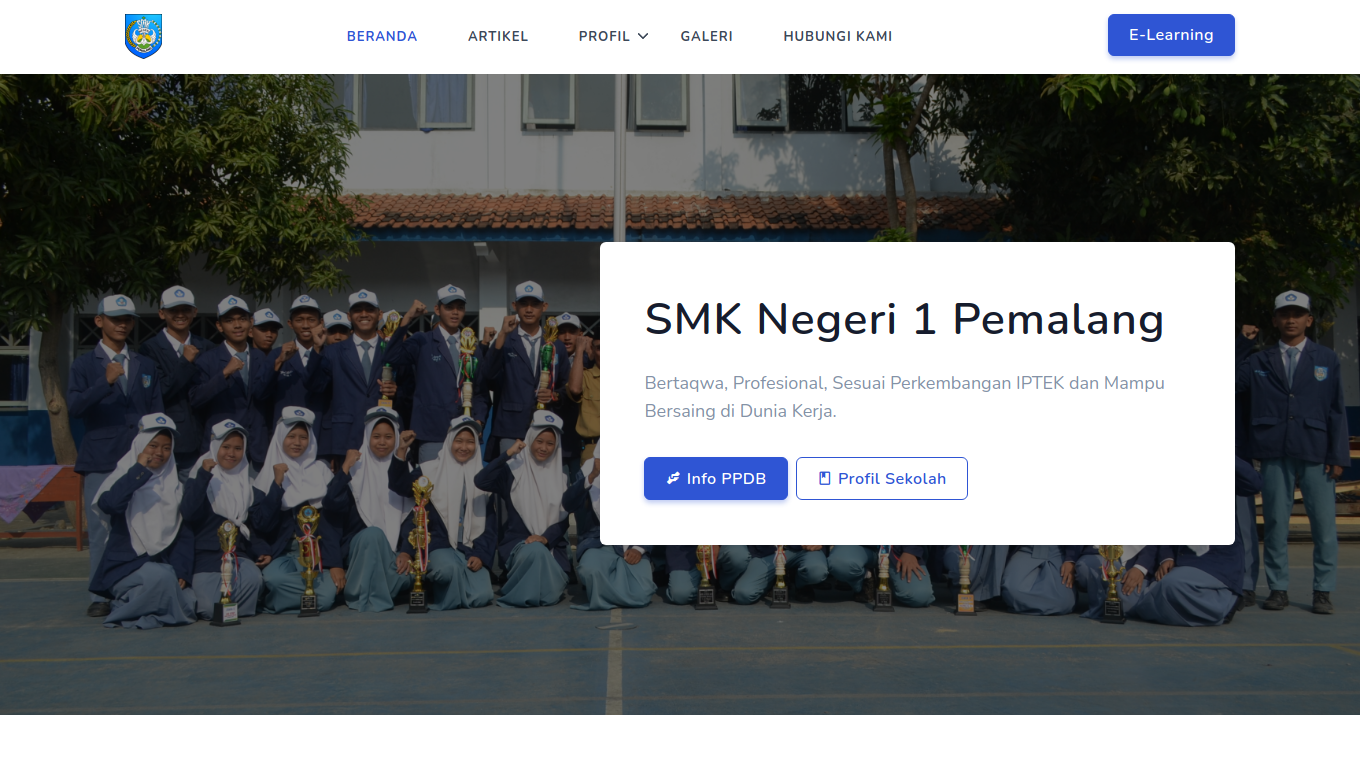 SMK
BERANDA
ARTIKEL
PROFIL
GALERI
HUBUNGI KAMI
E-Learning
SMK Negeri 1 Pemalang
Bertaqwa, Profesional, Sesuai Perkembangan IPTEK dan Mampu
Bersaing di Dunia Kerja.
Info PPDB
Profil Sekolah